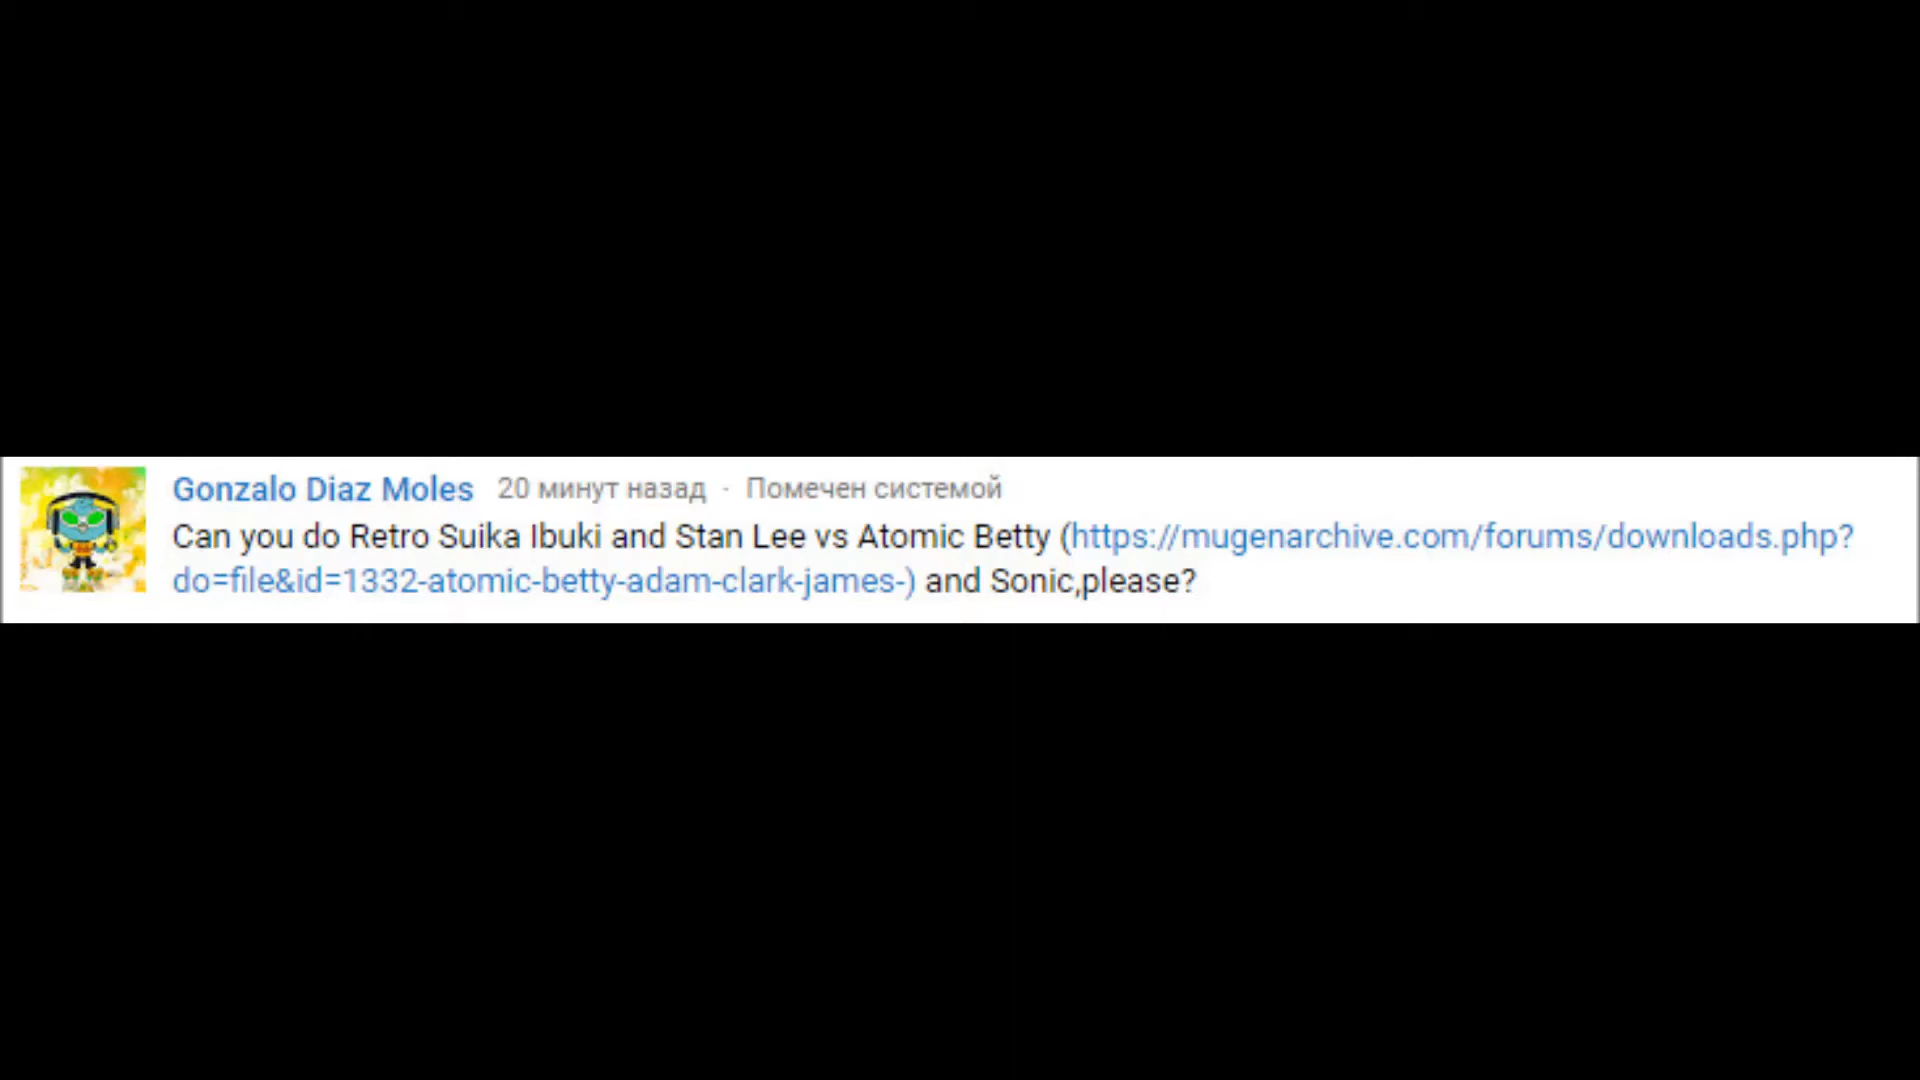 Gonzalo Diaz Moles 20 минут назад · Помечен системой
Can you do Retro Suika Ibuki and Stan Lee vs Atomic Betty (https://mugenarchive.com/forums/downloads.php?
do=file&id=1332-atomic-betty-adam-clark-james-) and Sonic,please?